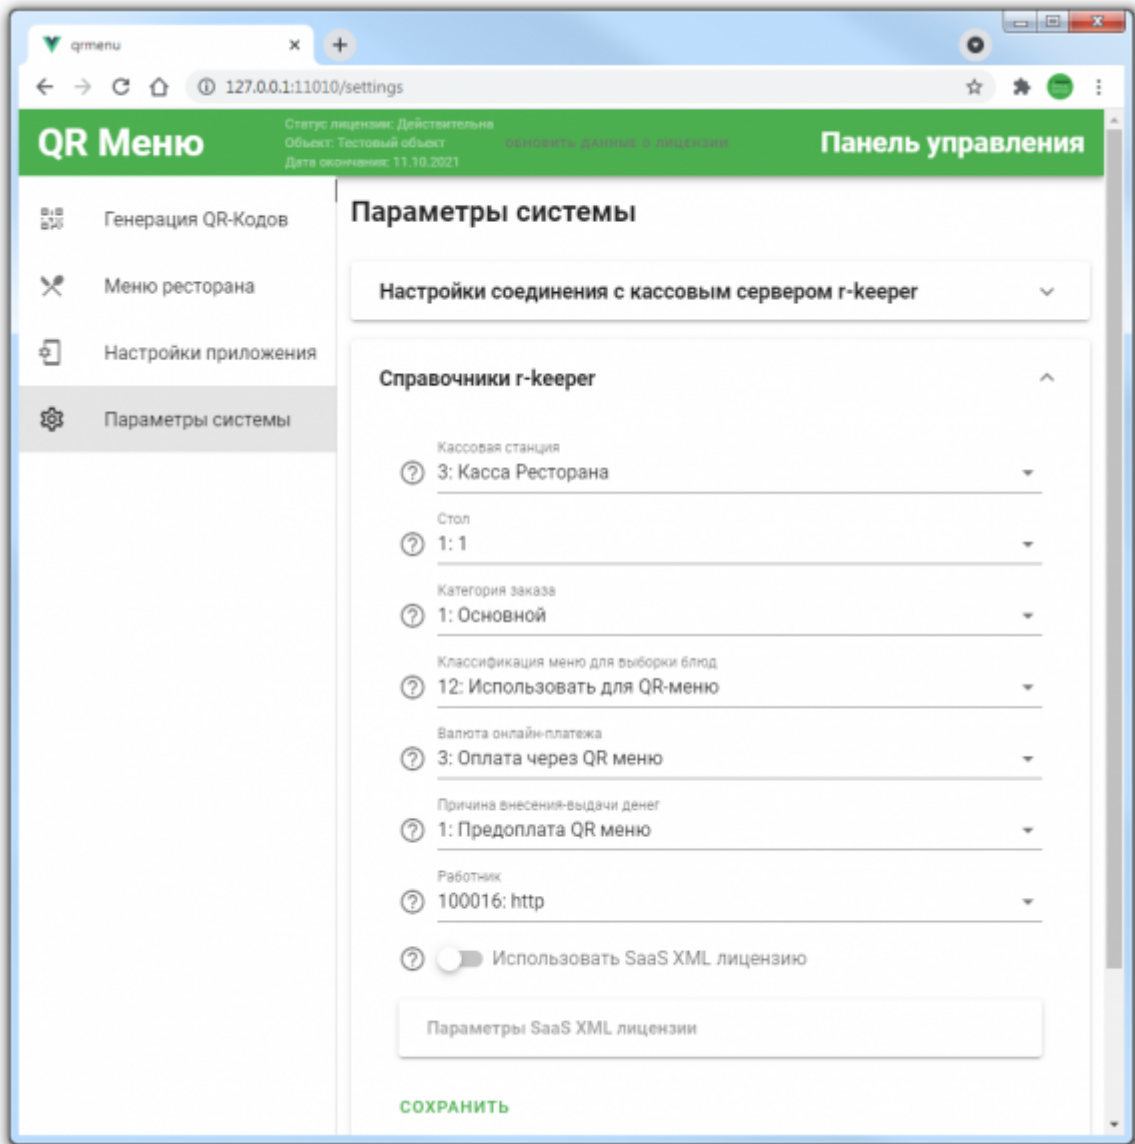 qrmenu
127.0.0.1:11010/settings
QR Меню
Статус лицензии: Действительна
Объект: Тестовый объект
Дата окончания: 11.10.2021
ОБНОВИТЬ ДАННЫЕ О ЛИЦЕНЗИИ
Панель управления
Генерация QR-Кодов
Меню ресторана
Настройки приложения
Параметры системы
Параметры системы
Настройки соединения с кассовым сервером r-keeper
Справочники r-keeper
Кассовая станция
3: Касса Ресторана
Стол
1: 1
Категория заказа
1: Основной
Классификация меню для выборки блюд
12: Использовать для QR-меню
Валюта онлайн-платежа
3: Оплата через QR меню
Причина внесения-выдачи денег
1: Предоплата QR меню
Работник
100016: http
Использовать SaaS XML лицензию
Параметры SaaS XML лицензии
СОХРАНИТЬ